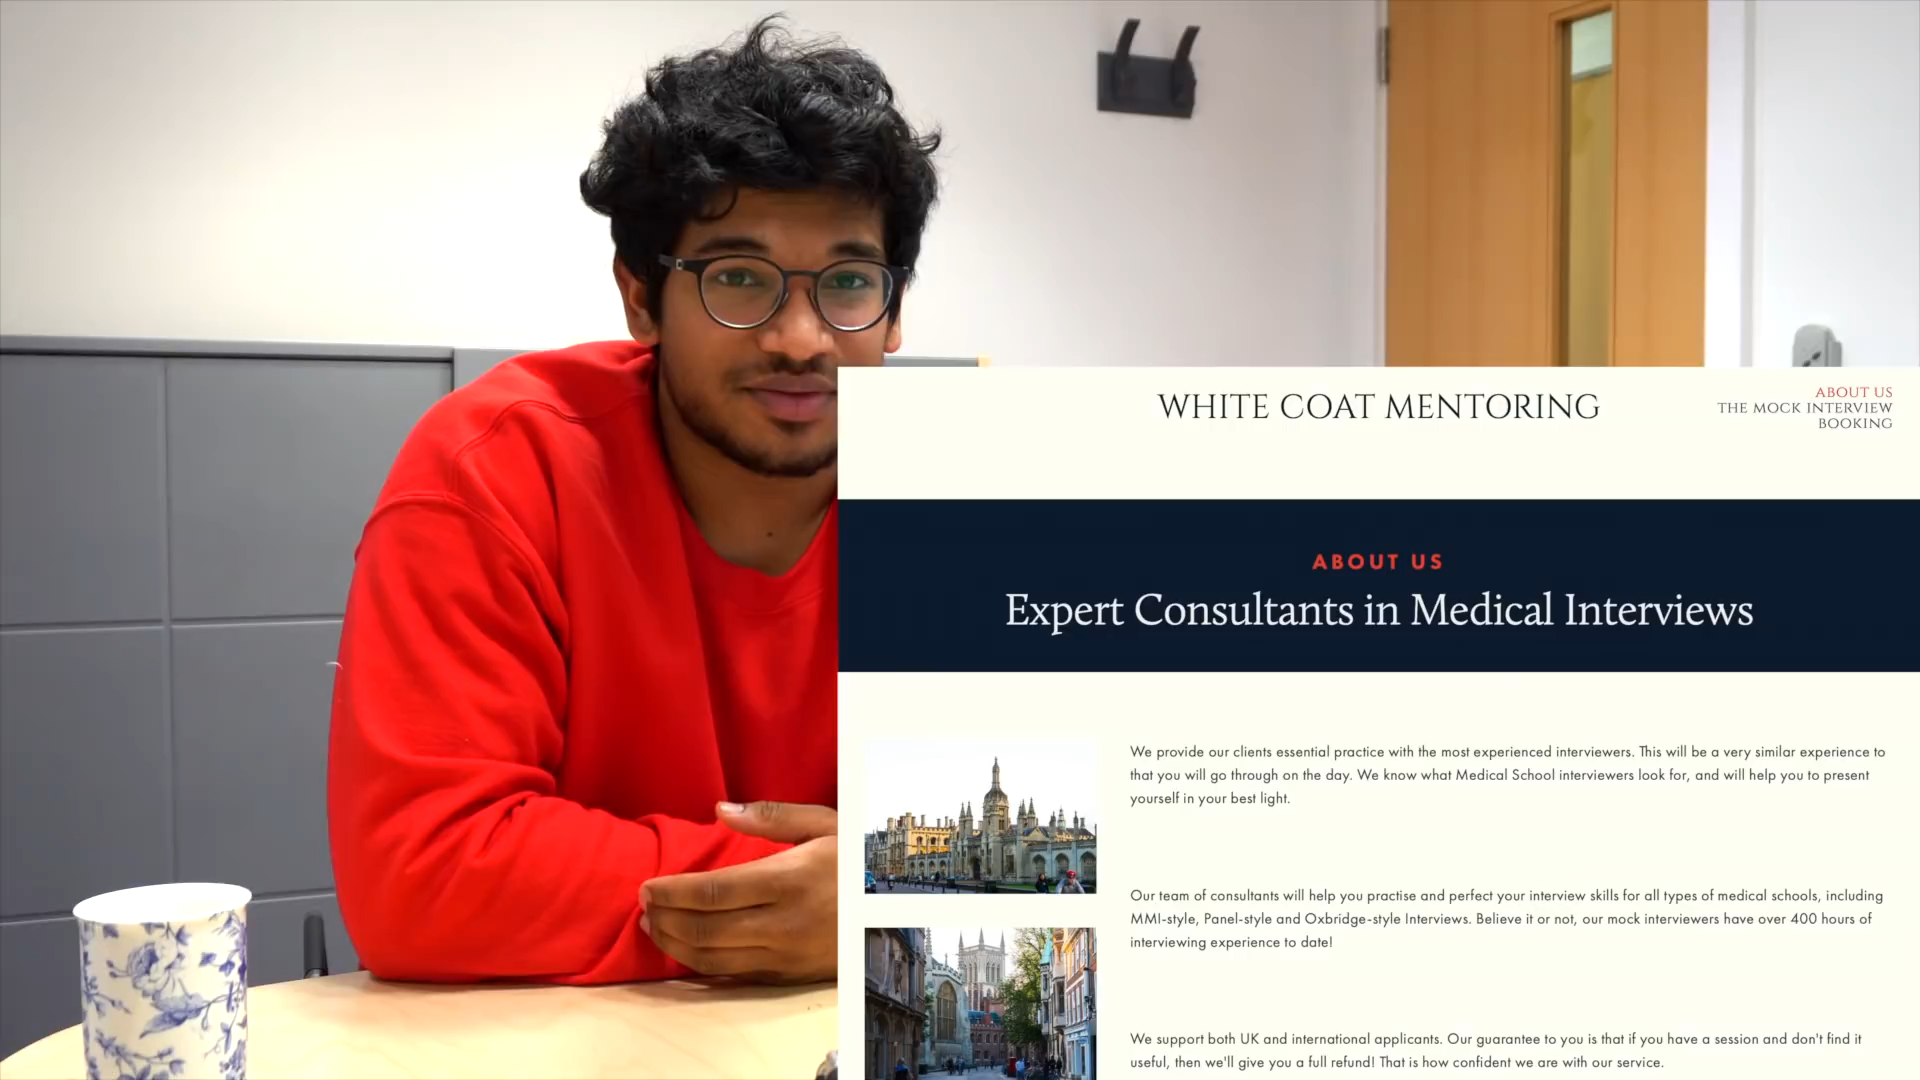 WHITE COAT MENTORING
ABOUT US
THE MOCK INTERVIEW
BOOKING
ABOUT US
Expert Consultants in Medical Interviews
We provide our clients essential practice with the most experienced interviewers. This will be a very similar experience to
that you will go through on the day. We know what Medical School interviewers look for, and will help you to present
yourself in your best light.
Our team of consultants will help you practise and perfect your interview skills for all types of medical schools, including
MMI-style, Panel-style and Oxbridge-style Interviews. Believe it or not, our mock interviewers have over 400 hours of
interviewing experience to date!
We support both UK and international applicants. Our guarantee to you is that if you have a session and don't find it
useful, then we'll give you a full refund! That is how confident we are with our service.